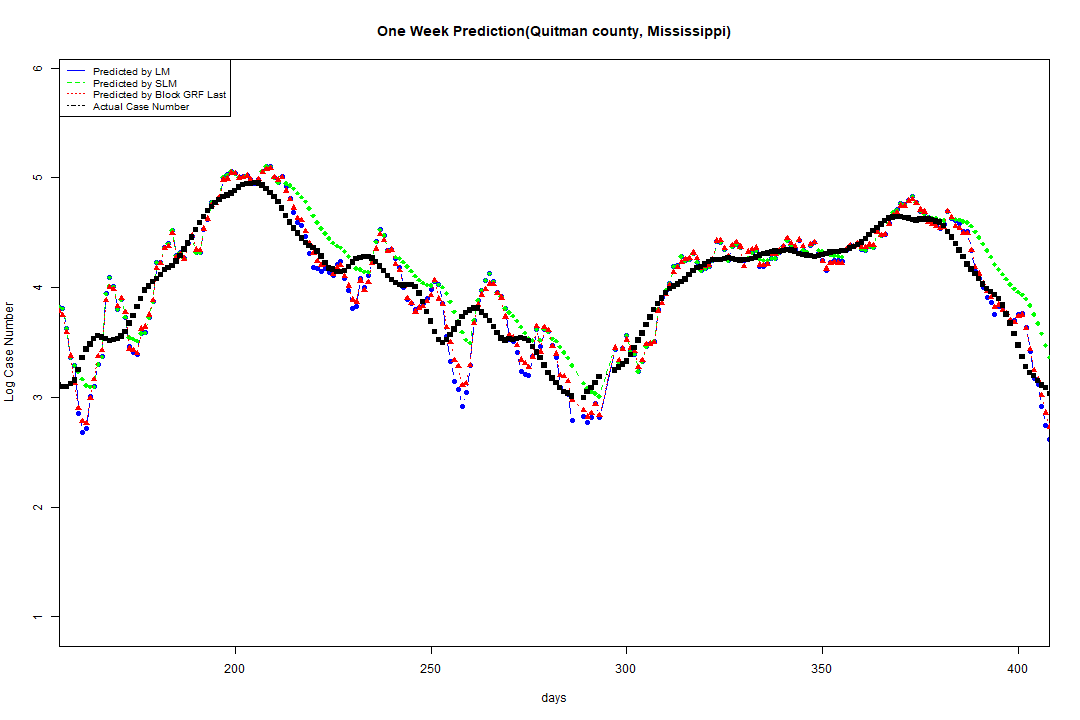 One Week Prediction(Quitman county, Mississippi)
Predicted by LM
Predicted by SLM
Predicted by Block GRF Last
Actual Case Number
6
5
4
3
2
1
Log Case Number
200 250 300 350 400
days